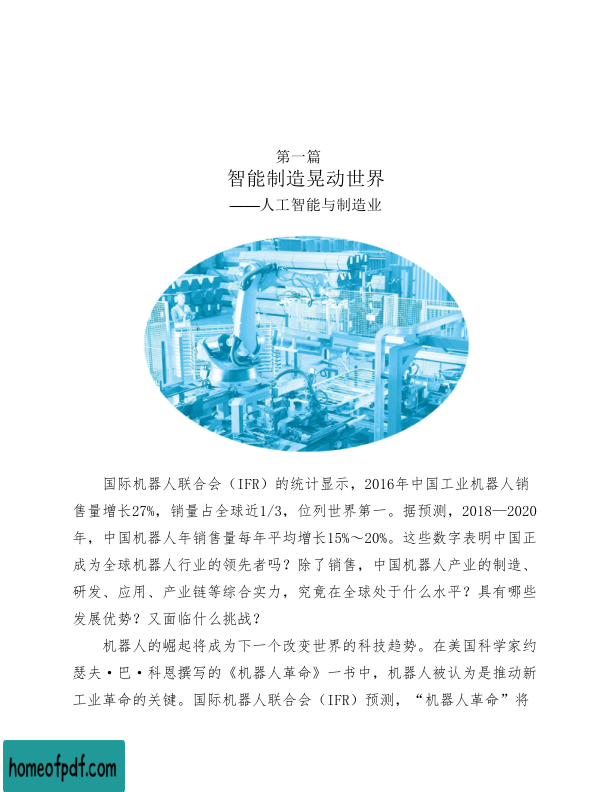 第一篇
智能制造晃动世界
——人工智能与制造业
国际机器人联合会（IFR）的统计显示，2016年中国工业机器人销
售量增长27%，销量占全球近1/3，位列世界第一。据预测，2018—2020
年，中国机器人年销售量每年平均增长15%～20%。这些数字表明中国正
成为全球机器人行业的领先者吗？除了销售，中国机器人产业的制造、
研发、应用、产业链等综合实力，究竟在全球处于什么水平？具有哪些
发展优势？又面临什么挑战？
机器人的崛起将成为下一个改变世界的科技趋势。在美国科学家约
瑟夫·巴·科恩撰写的《机器人革命》一书中，机器人被认为是推动新
工业革命的关键。国际机器人联合会（IFR）预测，“机器人革命”将
homeofpdf.com